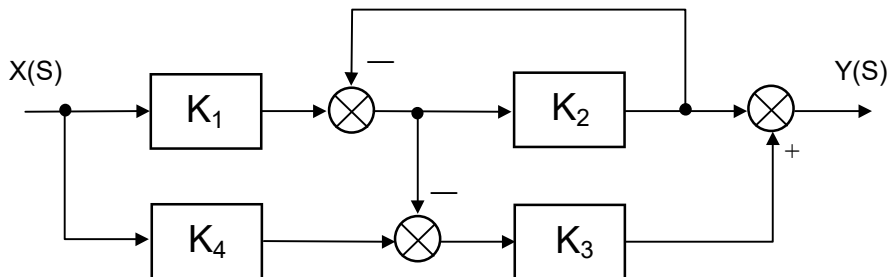 —
X(S)
Y(S)
K₁
K₂
+
—
K₄
K₃